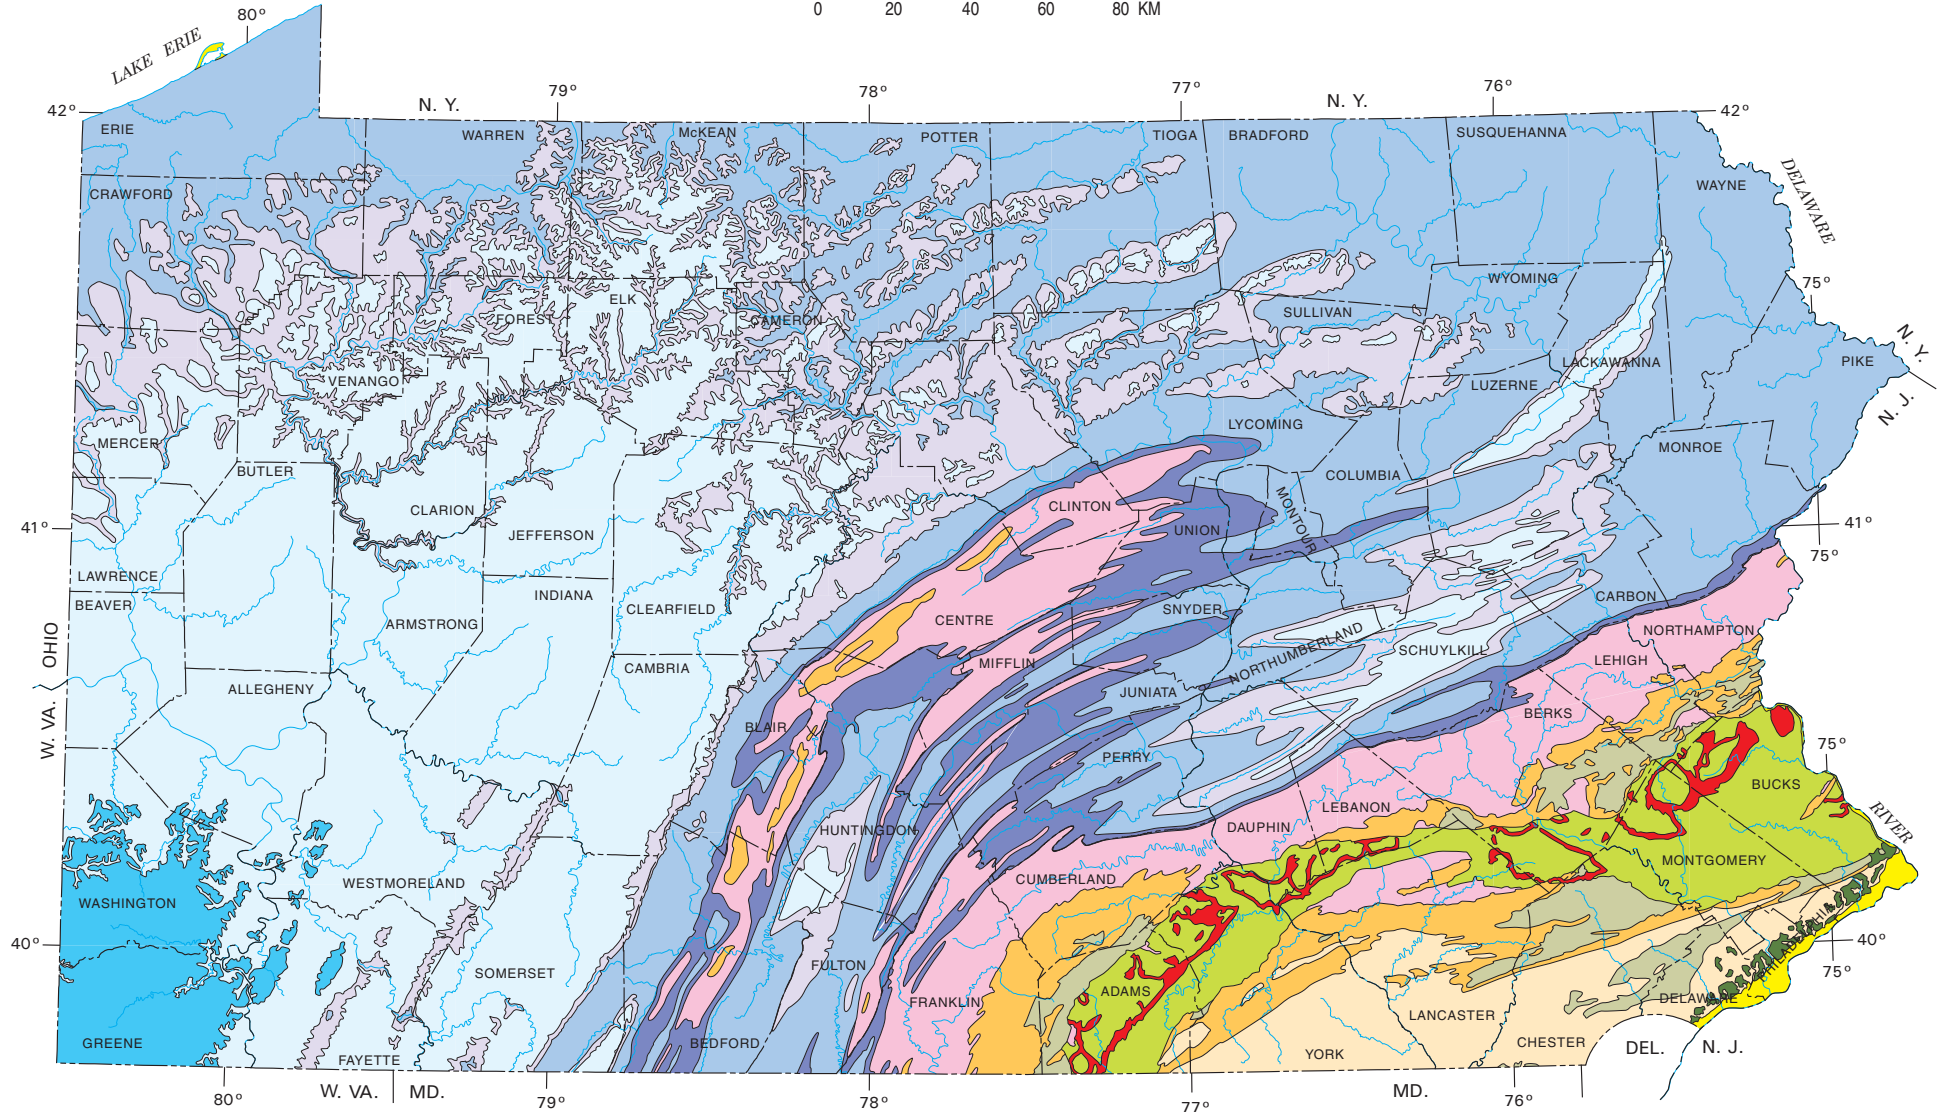 0 20 40 60 80 KM
80°
LAKE ERIE
79°
78°
77°
76°
42°
N. Y.
N. Y.
42°
ERIE
WARREN
McKEAN
POTTER
TIOGA
BRADFORD
SUSQUEHANNA
CRAWFORD
WAYNE
DELAWARE
WYOMING
75°
ELK
FOREST
CAMERON
SULLIVAN
N. Y.
LACKAWANNA
PIKE
VENANGO
LUZERNE
N. J.
LYCOMING
MERCER
MONROE
BUTLER
COLUMBIA
CLARION
CLINTON
MONTOUR
41°
JEFFERSON
UNION
41°
75°
LAWRENCE
INDIANA
CARBON
BEAVER
CLEARFIELD
SNYDER
ARMSTRONG
CENTRE
NORTHAMPTON
OHIO
NORTHUMBERLAND
SCHUYLKILL
CAMBRIA
MIFFLIN
LEHIGH
ALLEGHENY
JUNIATA
W. VA.
BLAIR
BERKS
75°
PERRY
BUCKS
LEBANON
RIVER
HUNTINGDON
DAUPHIN
MONTGOMERY
WESTMORELAND
CUMBERLAND
WASHINGTON
PHILADELPHIA
40°
40°
SOMERSET
FULTON
75°
FRANKLIN
ADAMS
DELAWARE
LANCASTER
GREENE
BEDFORD
CHESTER
DEL.
N. J.
FAYETTE
YORK
W. VA.
MD.
MD.
80°
79°
78°
77°
76°